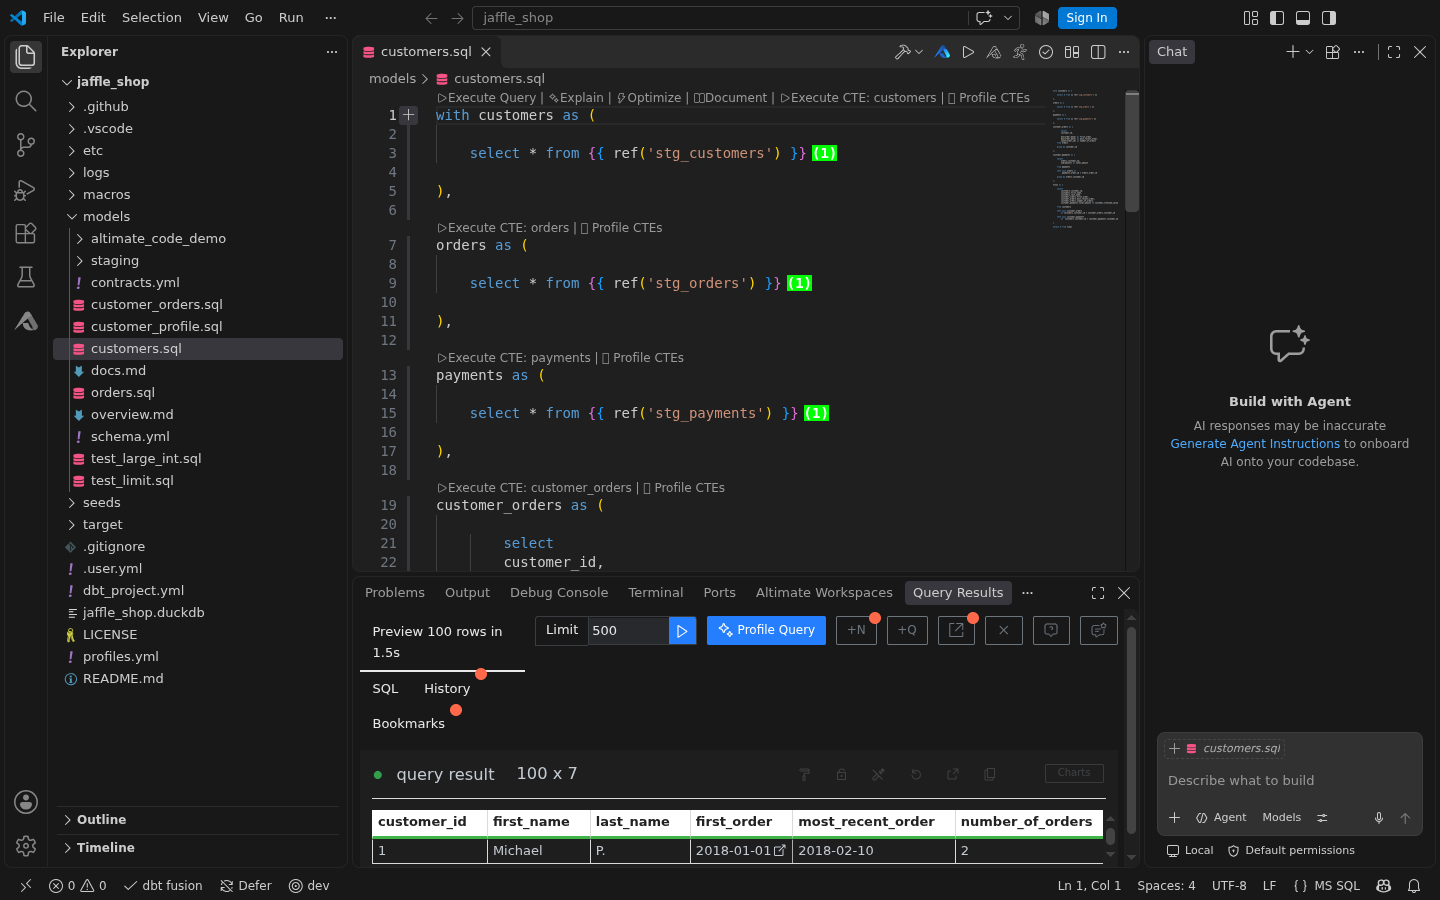 File Edit Selection View Go Run ···
jaffle_shop
Sign In
Explorer
jaffle_shop
.github
.vscode
etc
logs
macros
models
altimate_code_demo
staging
contracts.yml
customer_orders.sql
customer_profile.sql
customers.sql
docs.md
orders.sql
overview.md
schema.yml
test_large_int.sql
test_limit.sql
seeds
target
.gitignore
.user.yml
dbt_project.yml
jaffle_shop.duckdb
LICENSE
profiles.yml
README.md
Outline
Timeline
customers.sql
models > customers.sql
Execute Query | Explain | Optimize | Document | Execute CTE: customers | Profile CTEs
1 with customers as (
2
3 select * from {{ ref('stg_customers') }} (1)
4
5 ),
6
Execute CTE: orders | Profile CTEs
7 orders as (
8
9 select * from {{ ref('stg_orders') }} (1)
10
11 ),
12
Execute CTE: payments | Profile CTEs
13 payments as (
14
15 select * from {{ ref('stg_payments') }} (1)
16
17 ),
18
Execute CTE: customer_orders | Profile CTEs
19 customer_orders as (
20
21 select
22 customer_id,
Problems Output Debug Console Terminal Ports Altimate Workspaces Query Results ···
Preview 100 rows in
1.5s
Limit 500 Profile Query +N +Q
SQL History
Bookmarks
query result 100 x 7 Charts
customer_id first_name last_name first_order most_recent_order number_of_orders
1 Michael P. 2018-01-01 2018-02-10 2
Chat
Build with Agent
AI responses may be inaccurate
Generate Agent Instructions to onboard
AI onto your codebase.
customers.sql
Describe what to build
Agent Models
Local Default permissions
0 0 dbt fusion Defer dev Ln 1, Col 1 Spaces: 4 UTF-8 LF { } MS SQL